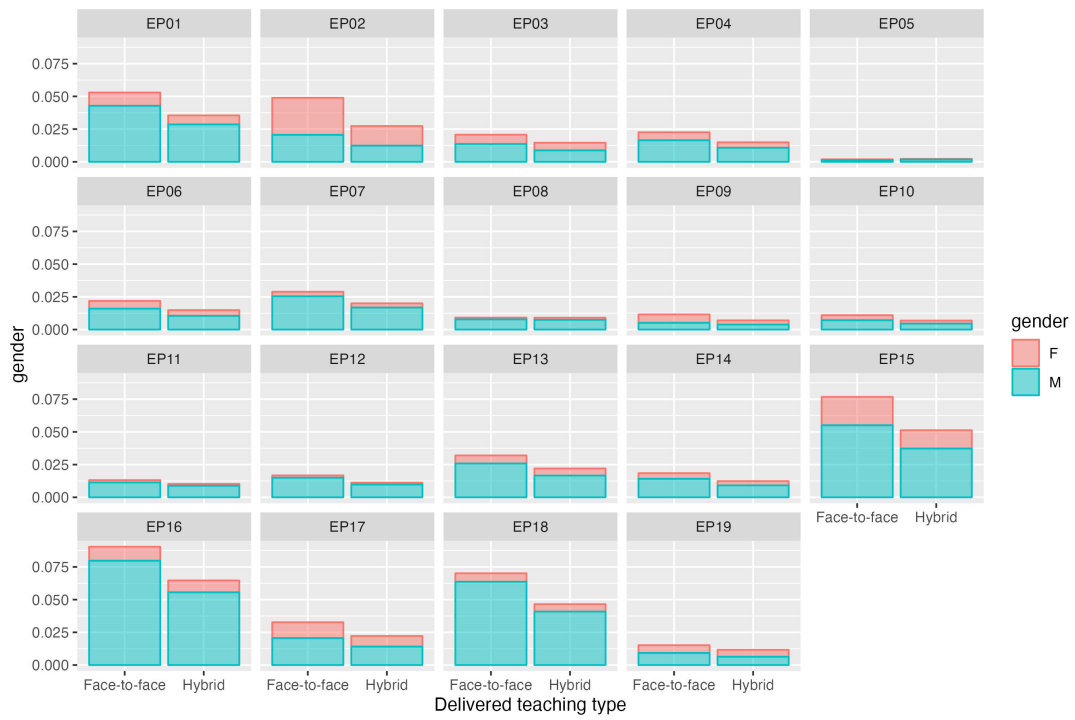 EP01 EP02 EP03 EP04 EP05
0.075
0.050
0.025
0.000
EP06 EP07 EP08 EP09 EP10
0.075
0.050
0.025
0.000
EP11 EP12 EP13 EP14 EP15
0.075
0.050
0.025
0.000
Face-to-face Hybrid
EP16 EP17 EP18 EP19
0.075
0.050
0.025
0.000
Face-to-face Hybrid Face-to-face Hybrid Face-to-face Hybrid Face-to-face Hybrid
Delivered teaching type
gender
gender
F
M